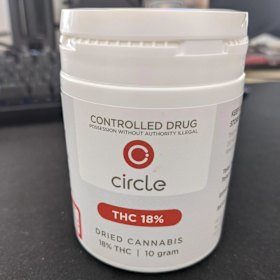 CONTROLLED DRUG
POSSESSION WITHOUT AUTHORITY ILLEGAL
circle
THC 18%
DRIED CANNABIS
18% THC | 10 gram